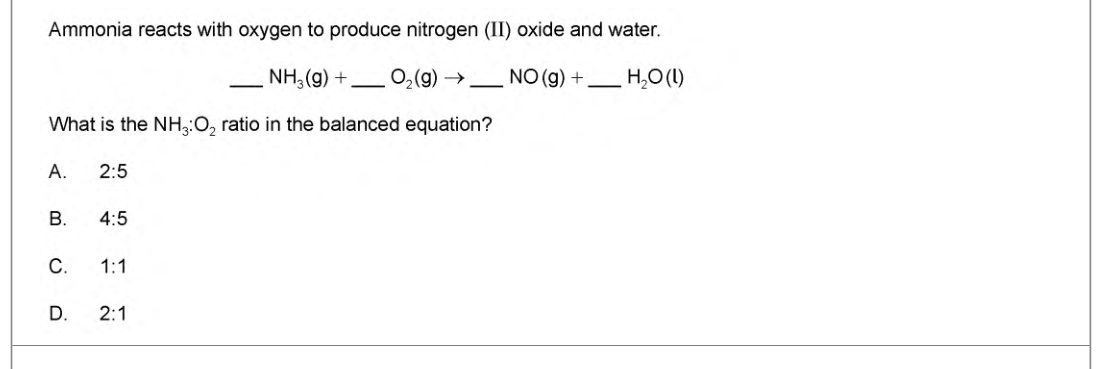 Ammonia reacts with oxygen to produce nitrogen (II) oxide and water.
___ NH₃(g) + ___ O₂(g) → ___ NO(g) + ___ H₂O(l)
What is the NH₃:O₂ ratio in the balanced equation?
A. 2:5
B. 4:5
C. 1:1
D. 2:1